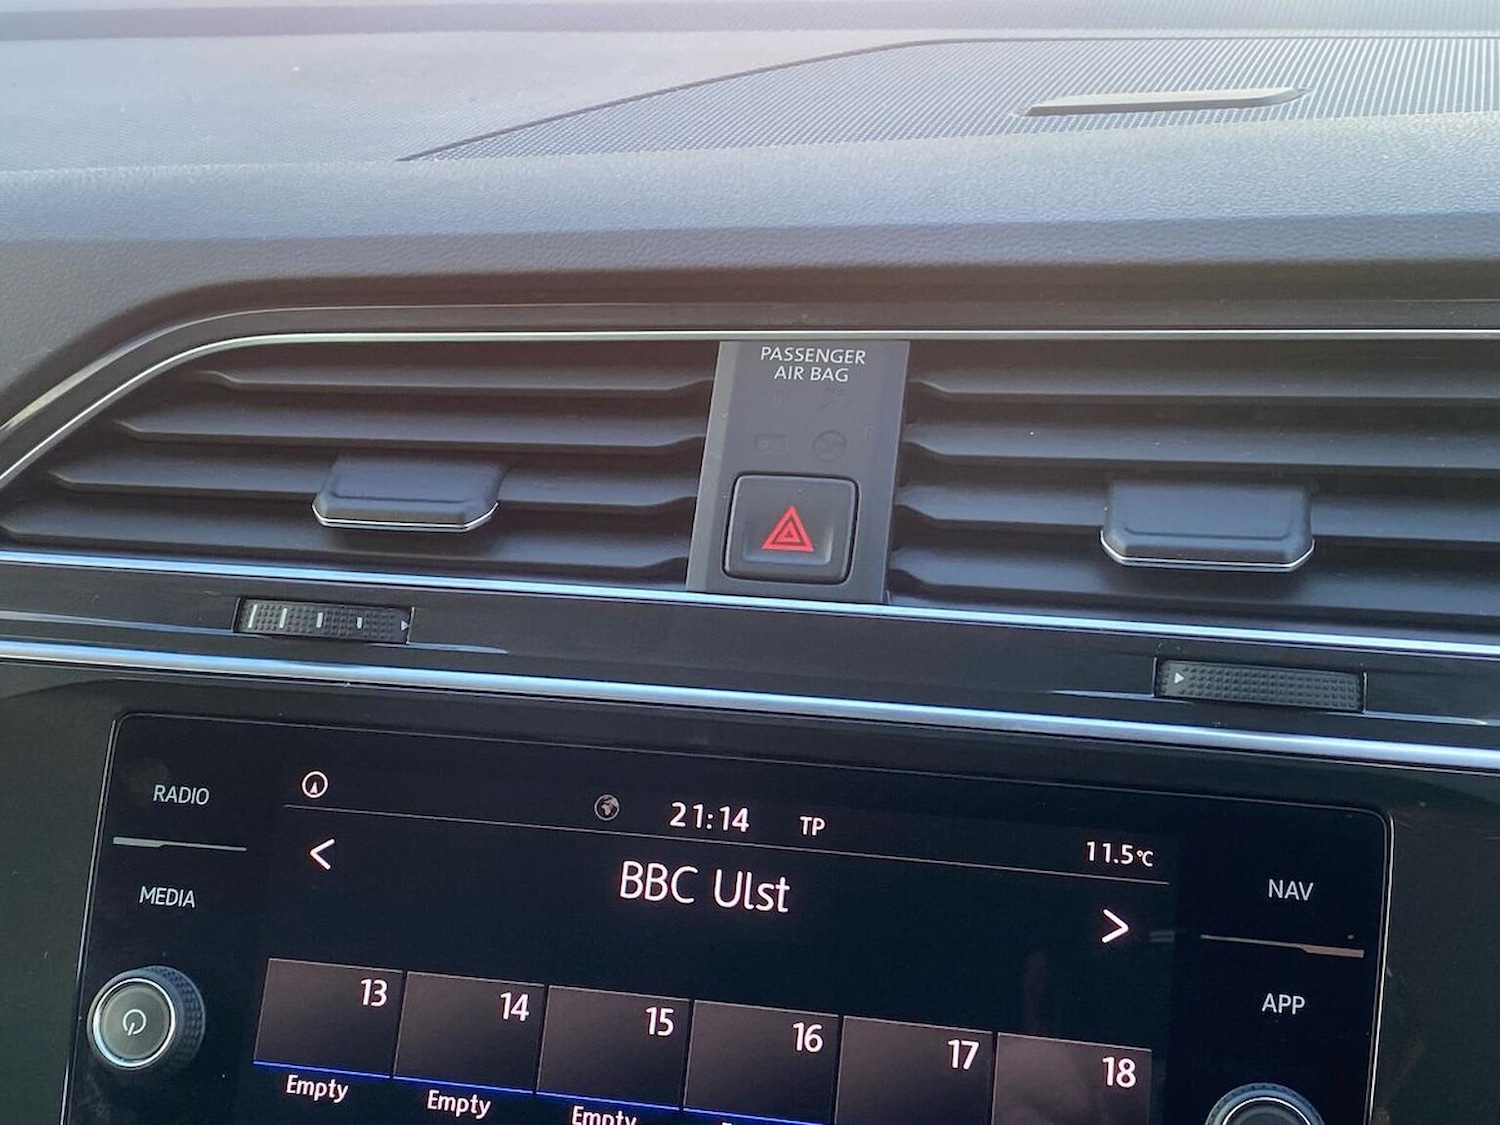 PASSENGER
AIR BAG
RADIO
21:14 TP
11.5°C
BBC Ulst
MEDIA
NAV
APP
13 14 15 16 17 18
Empty Empty Empty